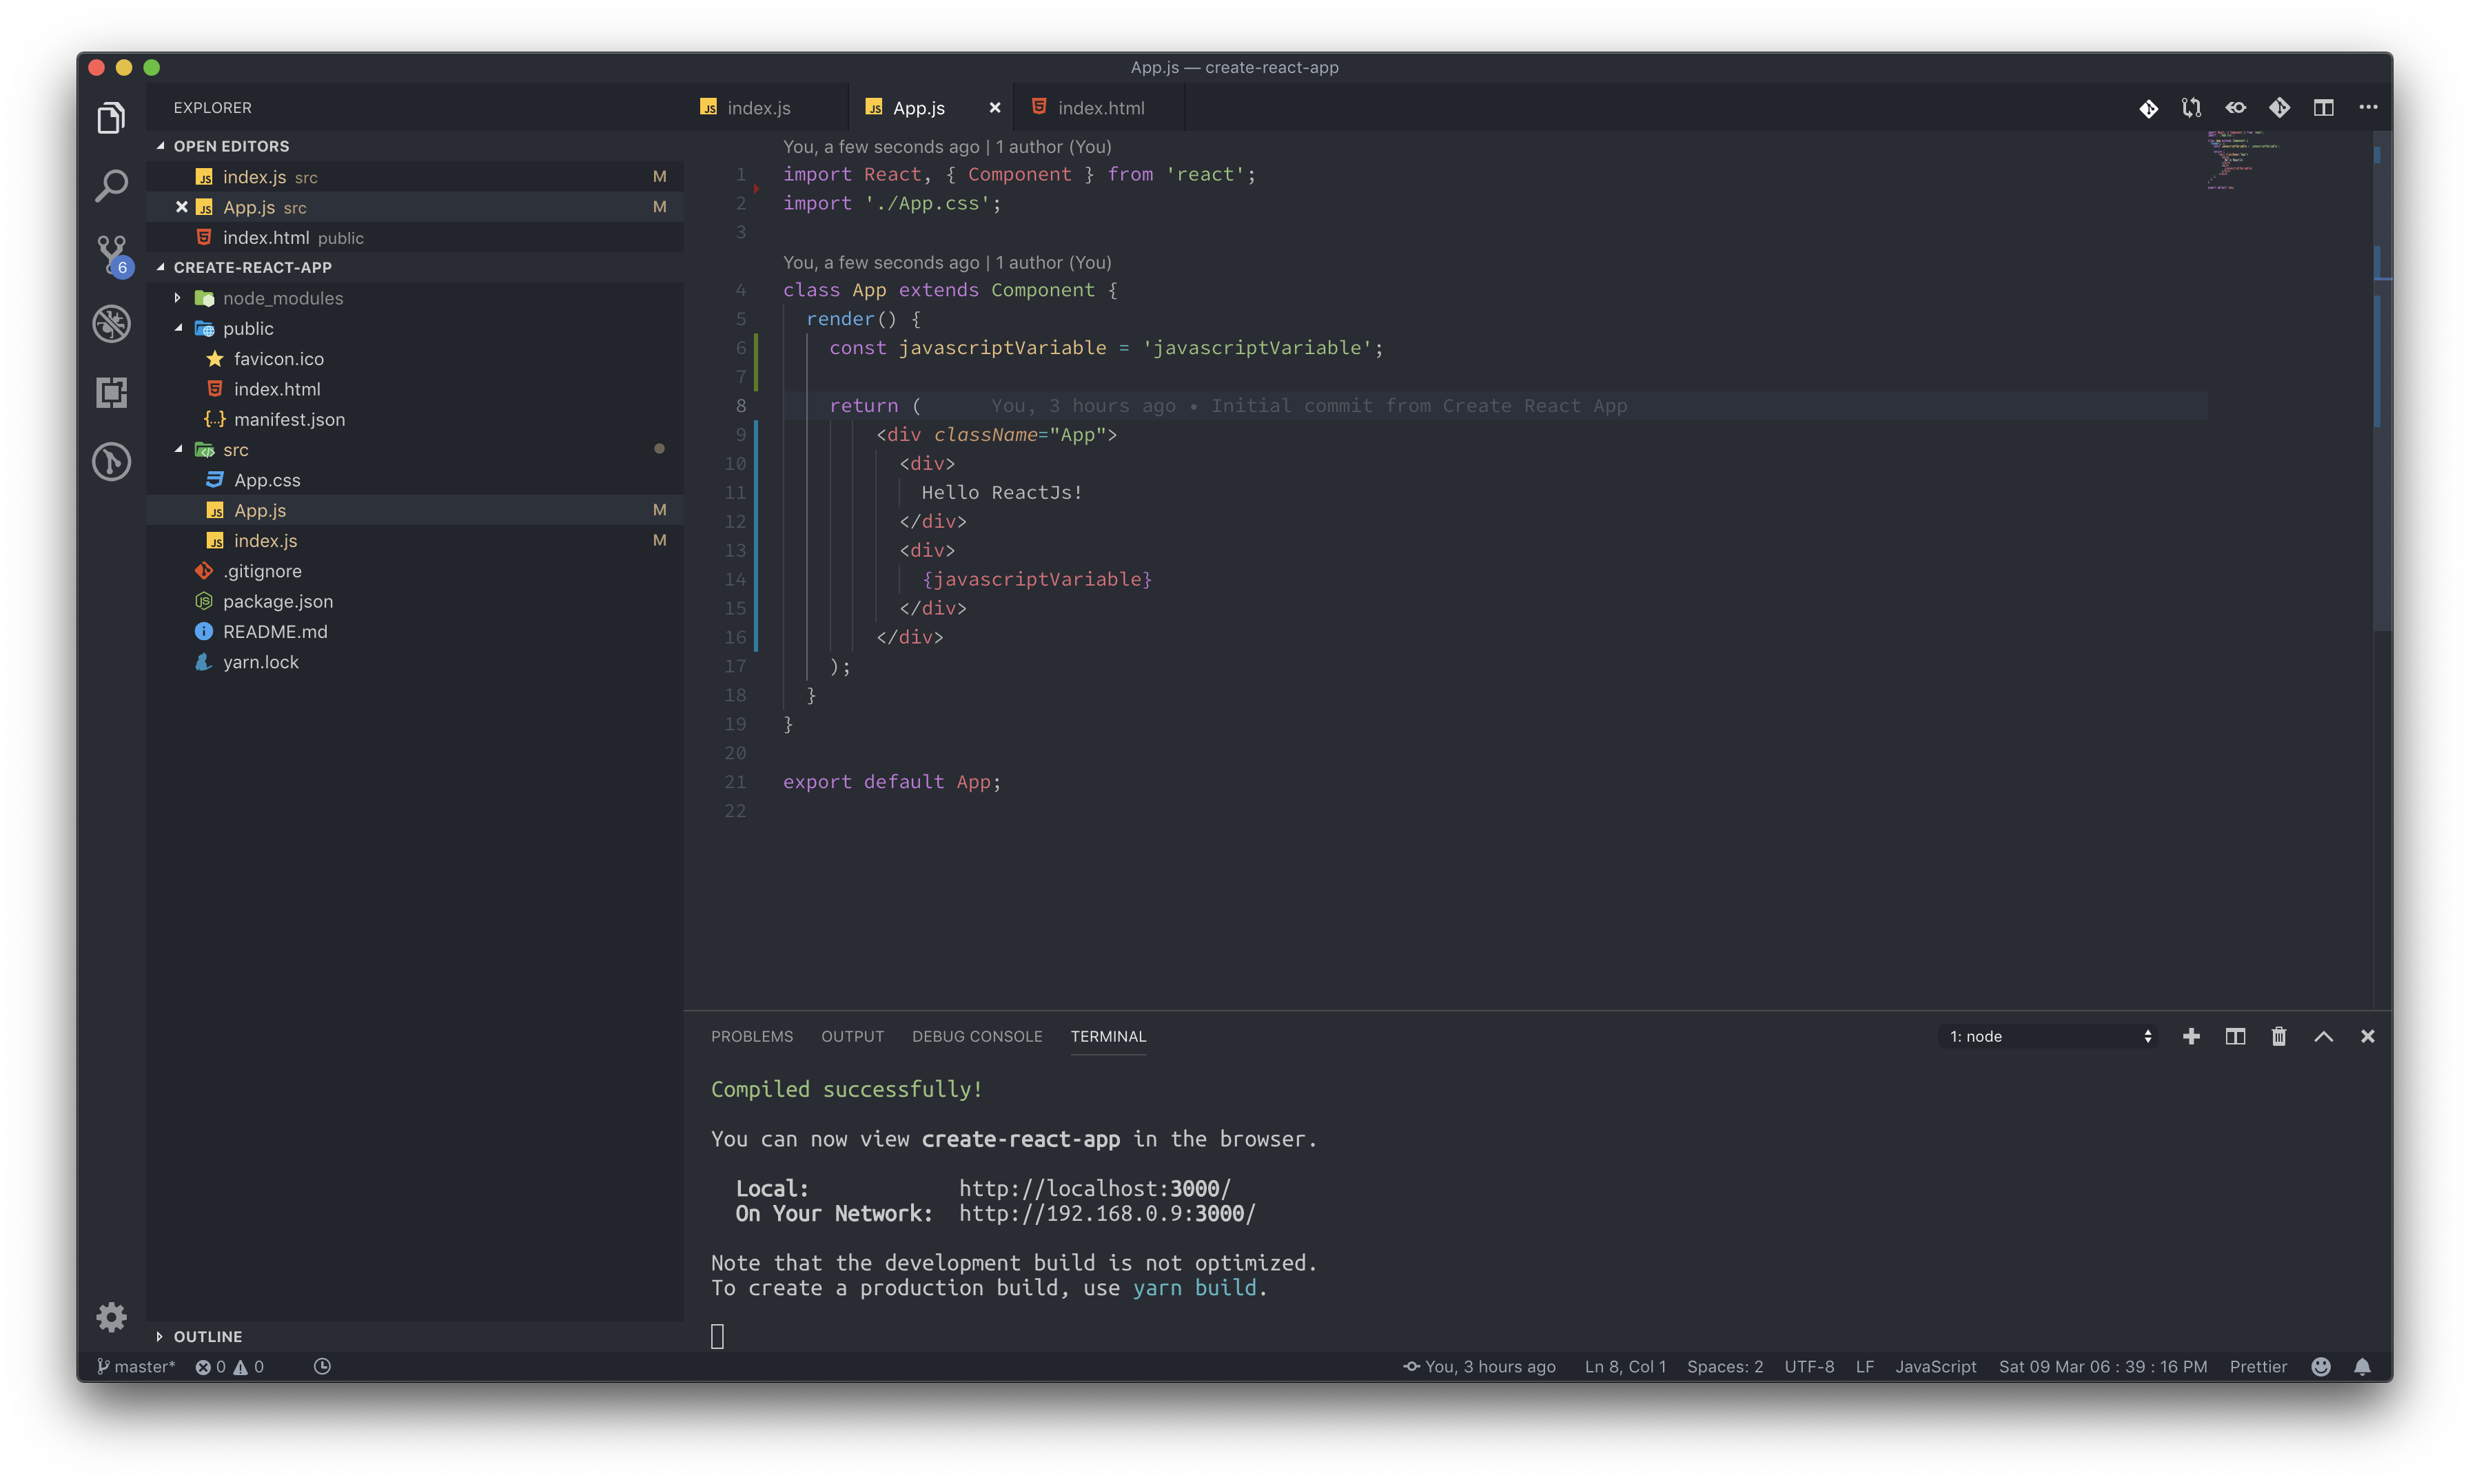 App.js — create-react-app
EXPLORER
OPEN EDITORS
index.js src M
App.js src M
index.html public
CREATE-REACT-APP
node_modules
public
favicon.ico
index.html
manifest.json
src
App.css
App.js M
index.js M
.gitignore
package.json
README.md
yarn.lock
OUTLINE
6
index.js
App.js
index.html
You, a few seconds ago | 1 author (You)
1 import React, { Component } from 'react';
2 import './App.css';
3
You, a few seconds ago | 1 author (You)
4 class App extends Component {
5 render() {
6 const javascriptVariable = 'javascriptVariable';
7
8 return ( You, 3 hours ago • Initial commit from Create React App
9 <div className="App">
10 <div>
11 Hello ReactJs!
12 </div>
13 <div>
14 {javascriptVariable}
15 </div>
16 </div>
17 );
18 }
19 }
20
21 export default App;
22
PROBLEMS OUTPUT DEBUG CONSOLE TERMINAL 1: node
Compiled successfully!
You can now view create-react-app in the browser.
Local: http://localhost:3000/
On Your Network: http://192.168.0.9:3000/
Note that the development build is not optimized.
To create a production build, use yarn build.
master* 0 0 You, 3 hours ago Ln 8, Col 1 Spaces: 2 UTF-8 LF JavaScript Sat 09 Mar 06 : 39 : 16 PM Prettier